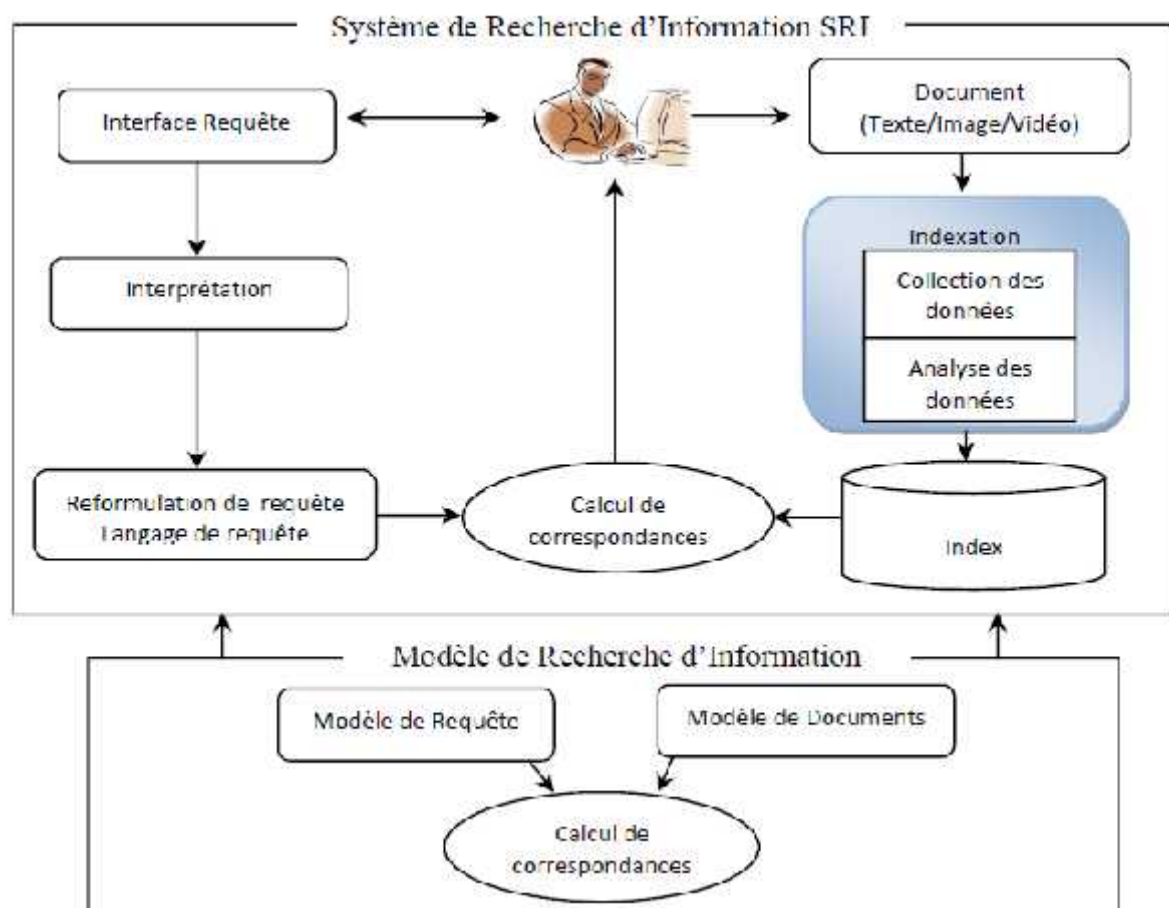 Système de Recherche d'Information SRI
Interface Requête
Document
(Texte/Image/Vidéo)
Indexation
Collection des
données
Analyse des
données
Interprétation
Reformulation de requête
Langage de requête
Calcul de
correspondances
Index
Modèle de Recherche d'Information
Modèle de Requête
Modèle de Documents
Calcul de
correspondances